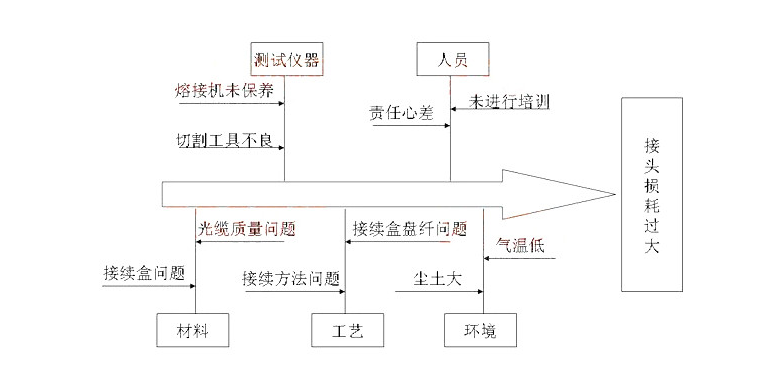 测试仪器
人员
熔接机未保养
未进行培训
责任心差
切割工具不良
接头损耗过大
光缆质量问题
接续盒盘纤问题
气温低
接续盒问题
接续方法问题
尘土大
材料
工艺
环境